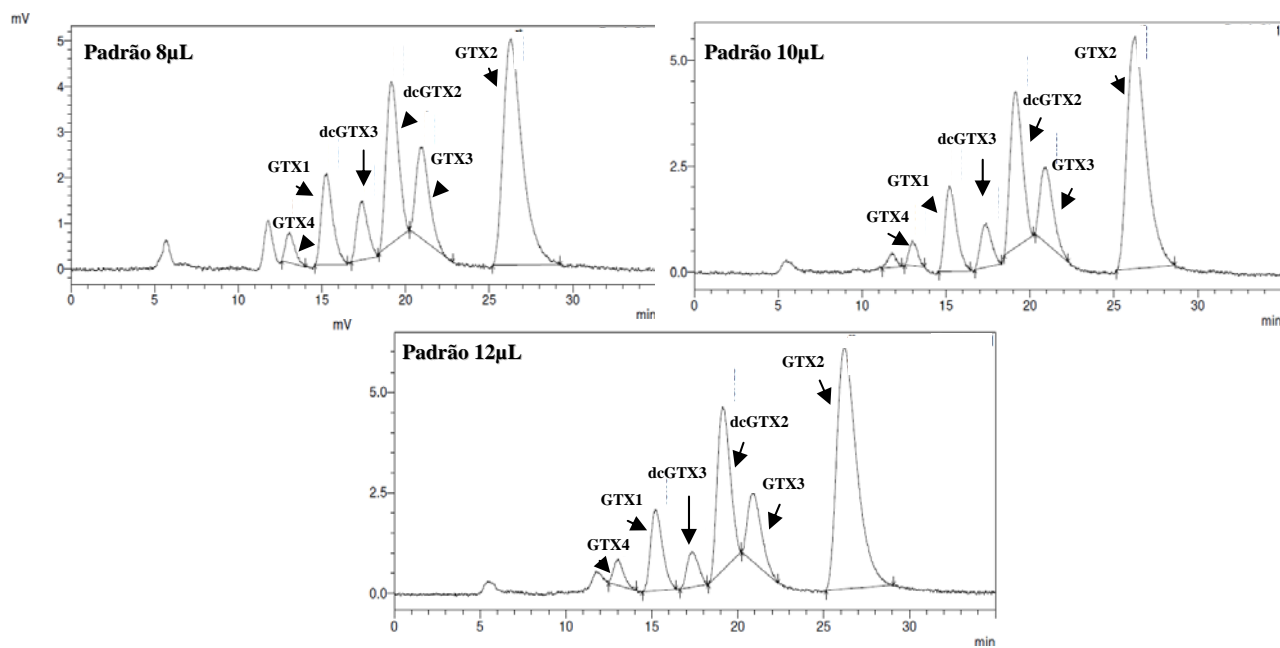 mV
Padrão 8µL
GTX4
GTX1
dcGTX3
dcGTX2
GTX3
GTX2
5
4
3
2
1
0
0 5 10 15 20 25 30
min
Padrão 10µL
GTX4
GTX1
dcGTX3
dcGTX2
GTX3
GTX2
5.0
2.5
0.0
0 5 10 15 20 25 30
min
mV
Padrão 12µL
GTX4
GTX1
dcGTX3
dcGTX2
GTX3
GTX2
5.0
2.5
0.0
0 5 10 15 20 25 30
min